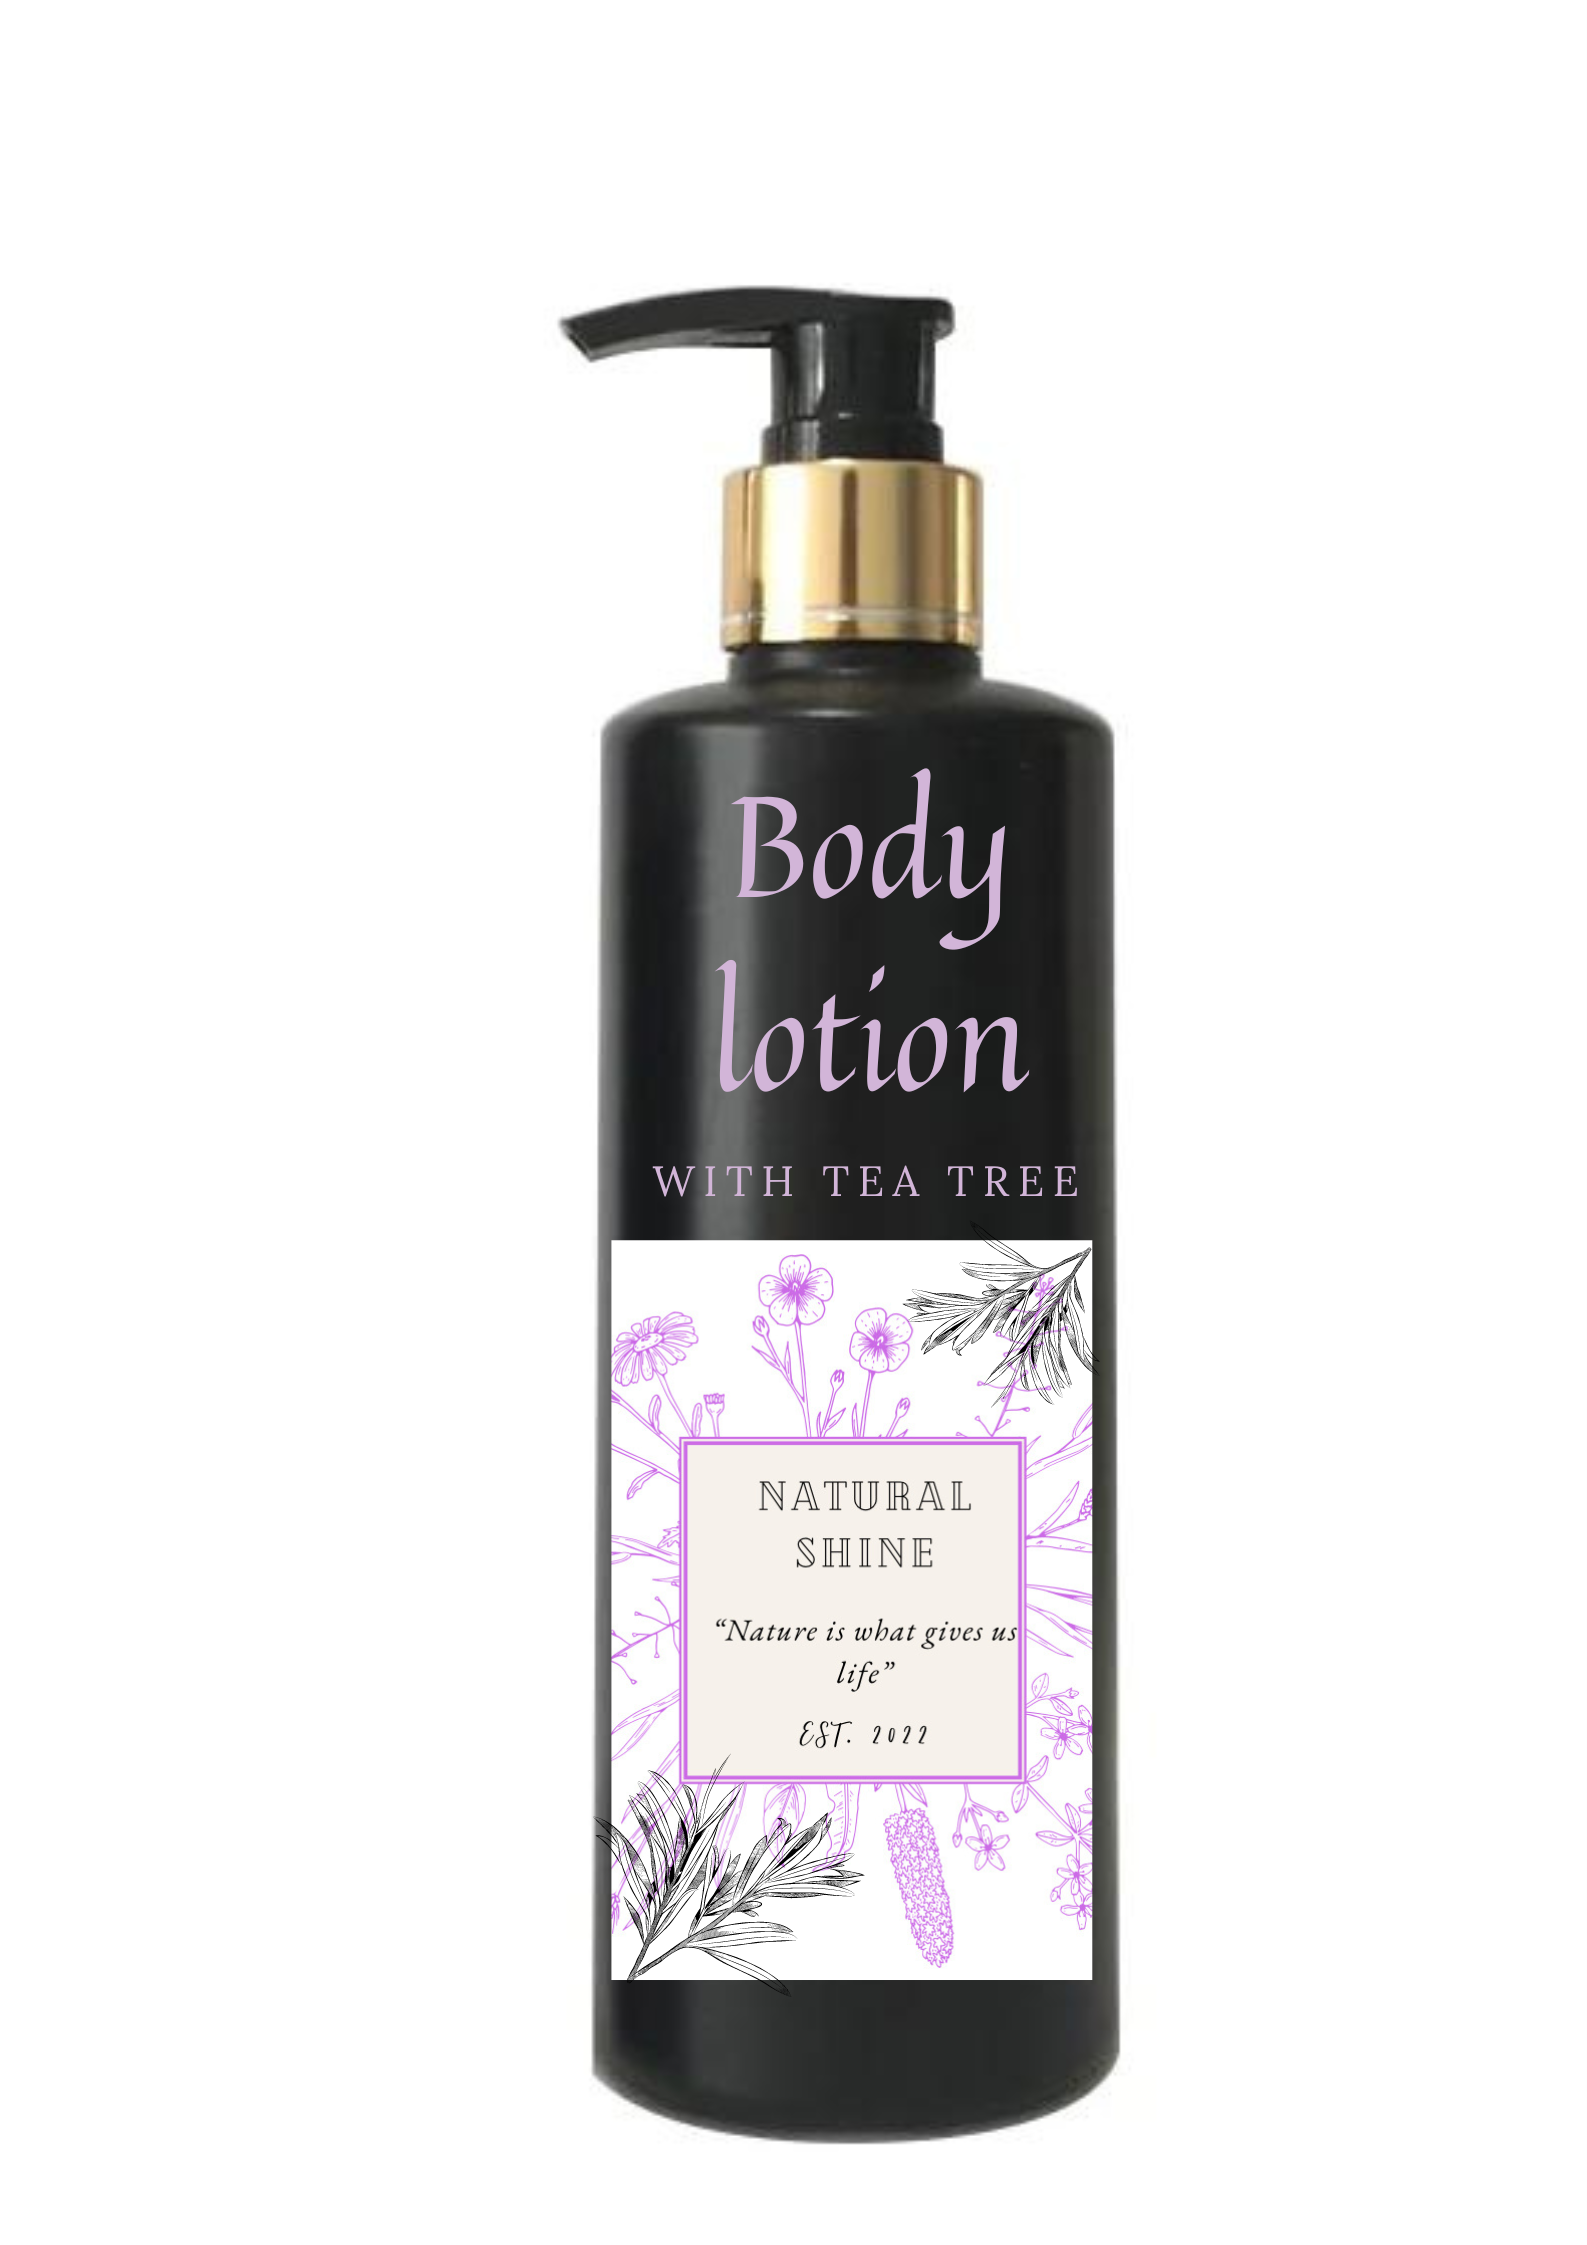 Body
lotion
WITH TEA TREE
NATURAL
SHINE
“Nature is what gives us
life”
EST. 2022